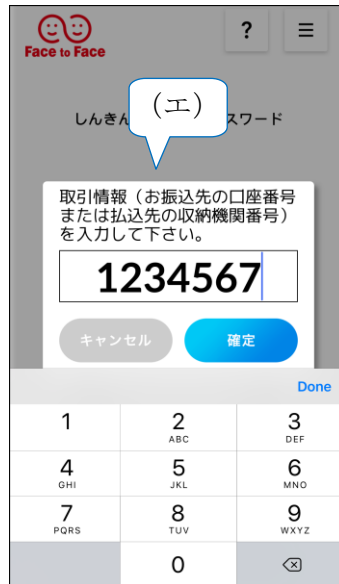 Face to Face
?
しんきん
スワード
（エ）
取引情報（お振込先の口座番号
または払込先の収納機関番号）
を入力して下さい。
1234567
キャンセル
確定
Done
1
2
ABC
3
DEF
4
GHI
5
JKL
6
MNO
7
PQRS
8
TUV
9
WXYZ
0